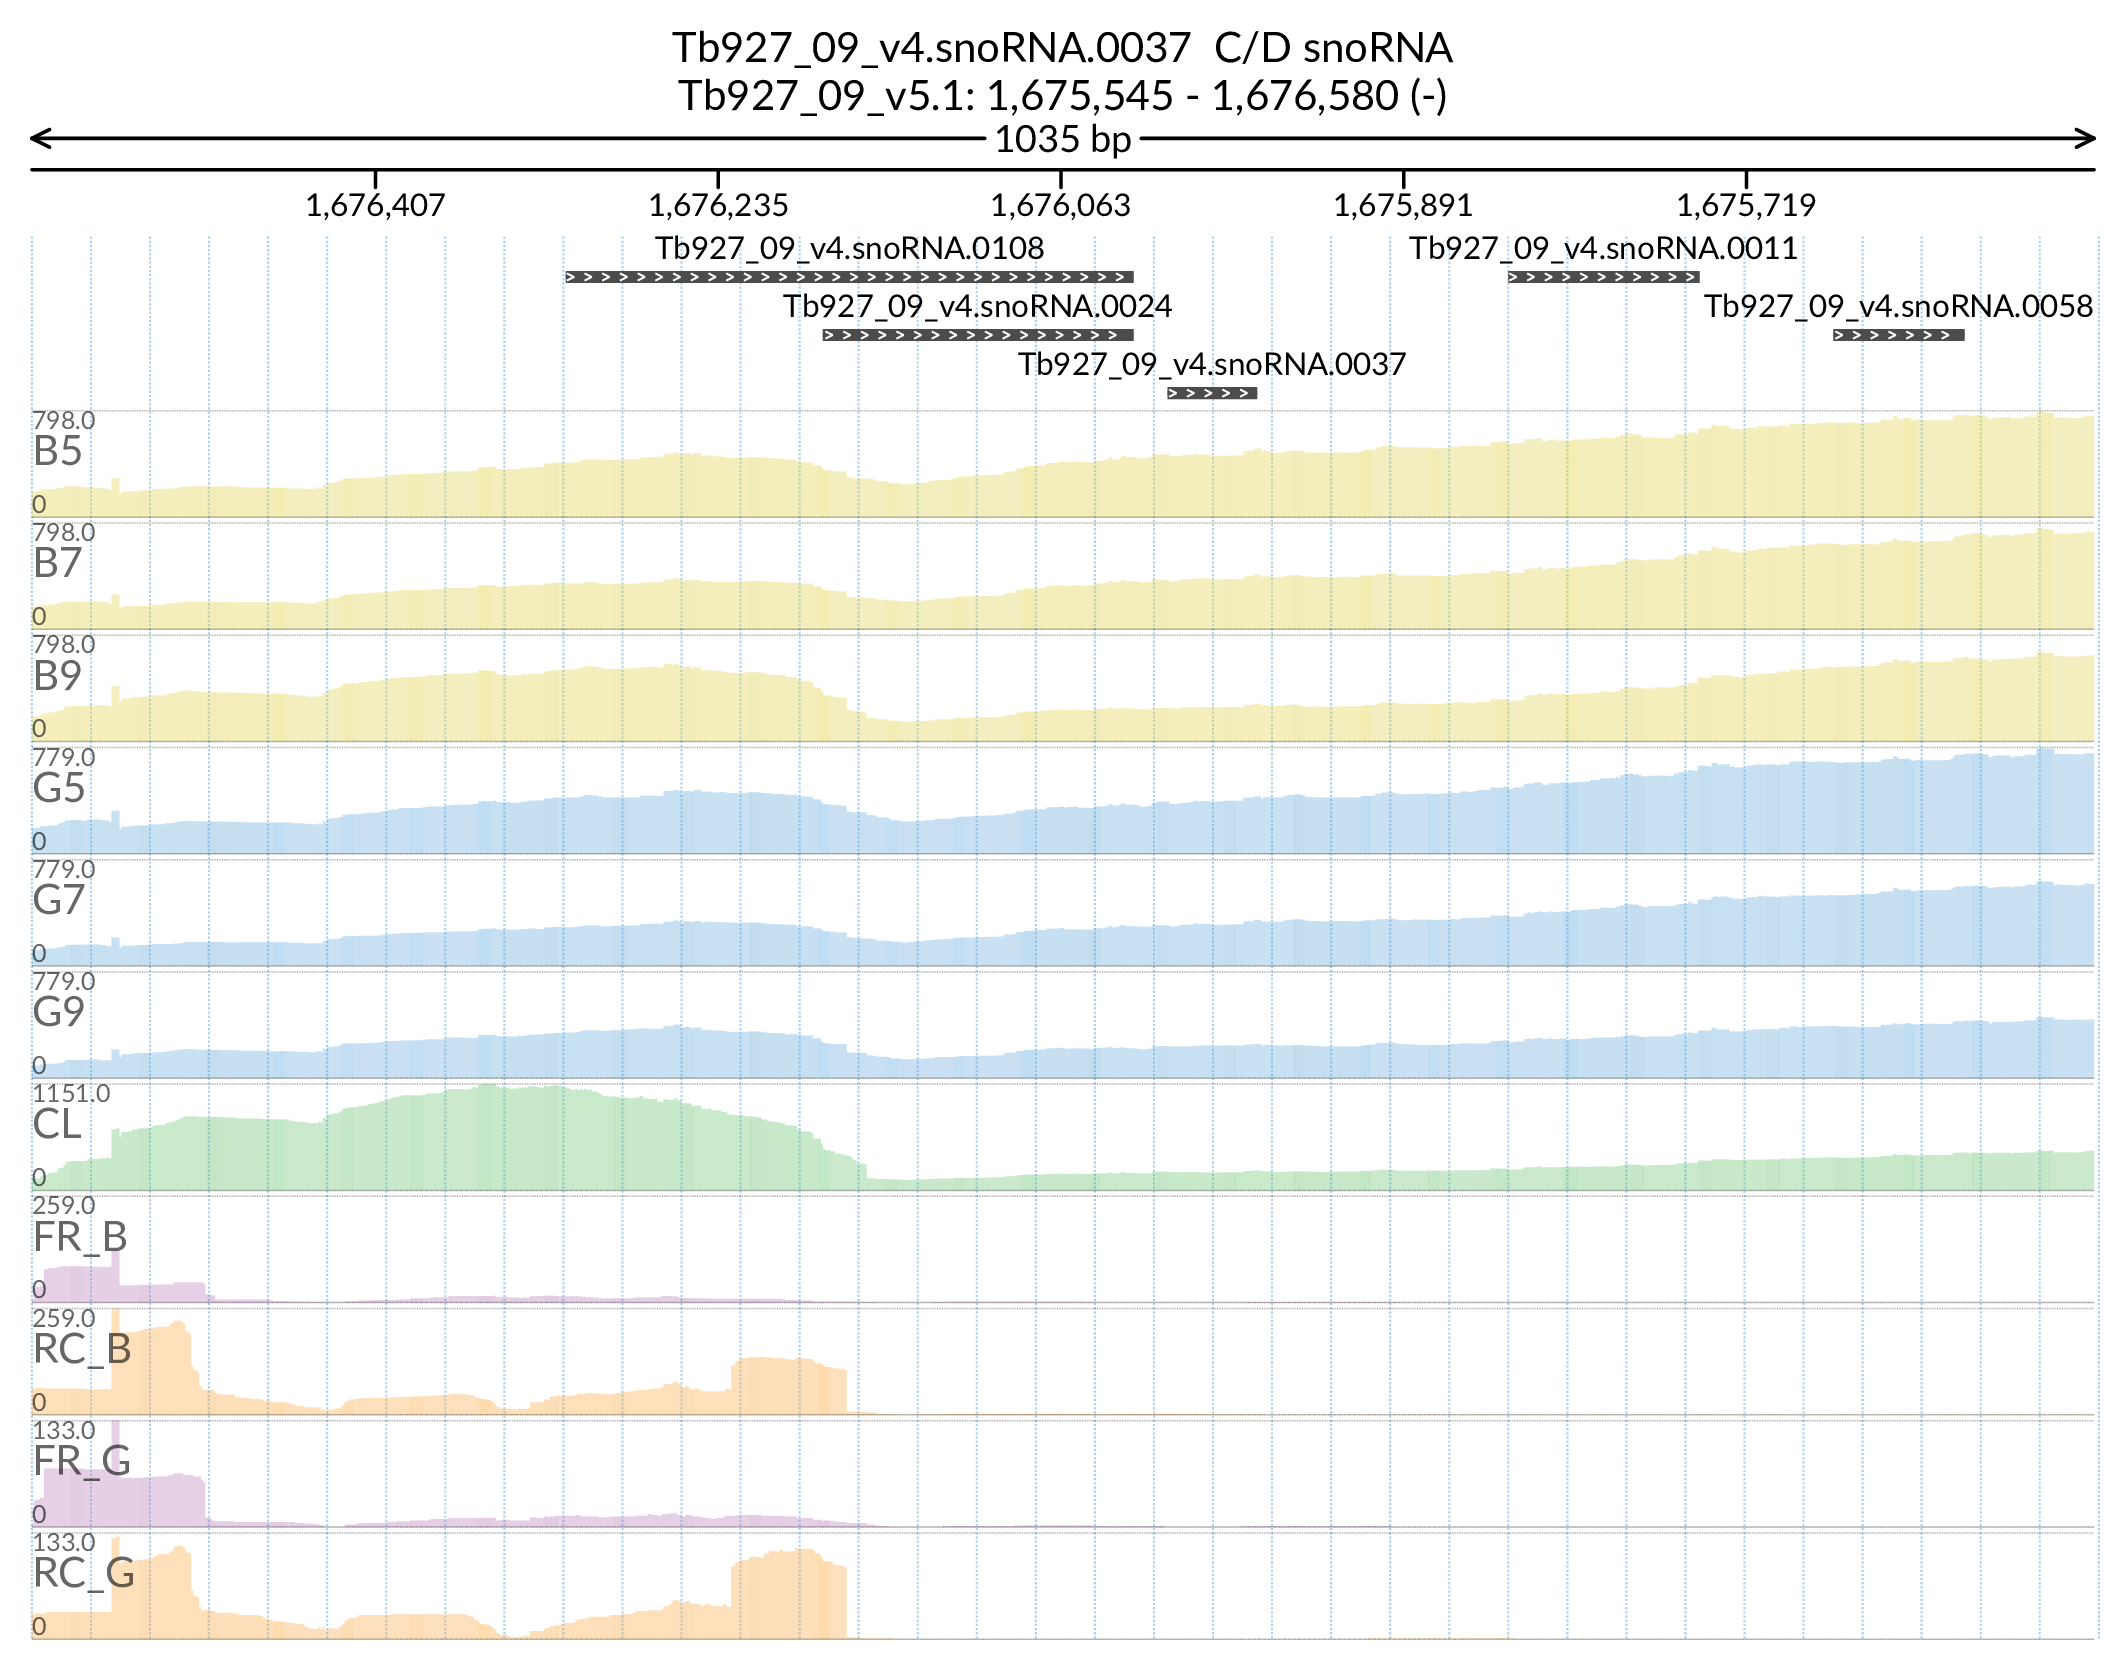 Tb927_09_v4.snoRNA.0037  C/D snoRNA
Tb927_09_v5.1: 1,675,545 - 1,676,580 (-)
1035 bp
1,676,407 1,676,235 1,676,063 1,675,891 1,675,719
Tb927_09_v4.snoRNA.0108 Tb927_09_v4.snoRNA.0011
Tb927_09_v4.snoRNA.0024 Tb927_09_v4.snoRNA.0058
Tb927_09_v4.snoRNA.0037
798.0
B5
0
798.0
B7
0
798.0
B9
0
779.0
G5
0
779.0
G7
0
779.0
G9
0
1151.0
CL
0
259.0
FR_B
0
259.0
RC_B
0
133.0
FR_G
0
133.0
RC_G
0